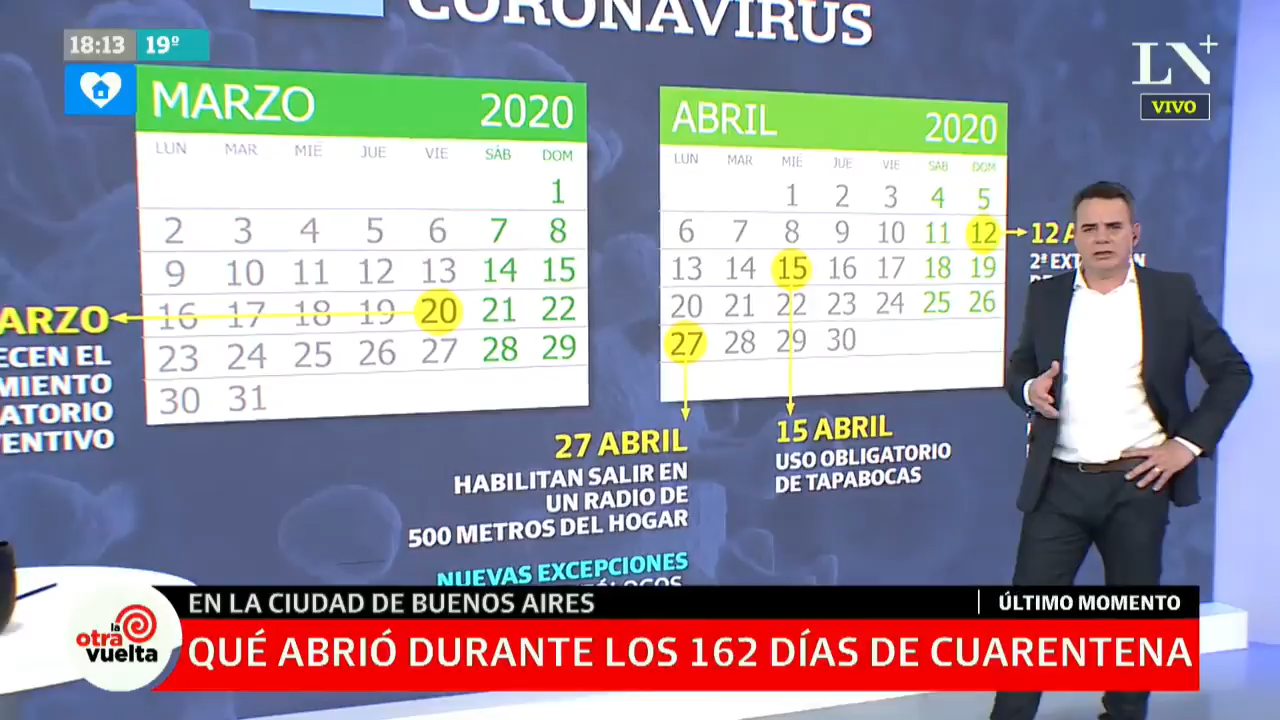 CORONAVIRUS
18:13 19º
LN+
VIVO
MARZO 2020
LUN MAR MIE JUE VIE SÁB DOM
1
2 3 4 5 6 7 8
9 10 11 12 13 14 15
16 17 18 19 20 21 22
23 24 25 26 27 28 29
30 31
ARZO
ECEN EL
MIENTO
ATORIO
ENTIVO
ABRIL 2020
LUN MAR MIE JUE VIE SAB DOM
1 2 3 4 5
6 7 8 9 10 11 12
13 14 15 16 17 18 19
20 21 22 23 24 25 26
27 28 29 30
12 A
2ª EXT
27 ABRIL
HABILITAN SALIR EN
UN RADIO DE
500 METROS DEL HOGAR
NUEVAS EXCEPCIONES
15 ABRIL
USO OBLIGATORIO
DE TAPABOCAS
EN LA CIUDAD DE BUENOS AIRES
ÚLTIMO MOMENTO
la otra vuelta
QUÉ ABRIÓ DURANTE LOS 162 DÍAS DE CUARENTENA